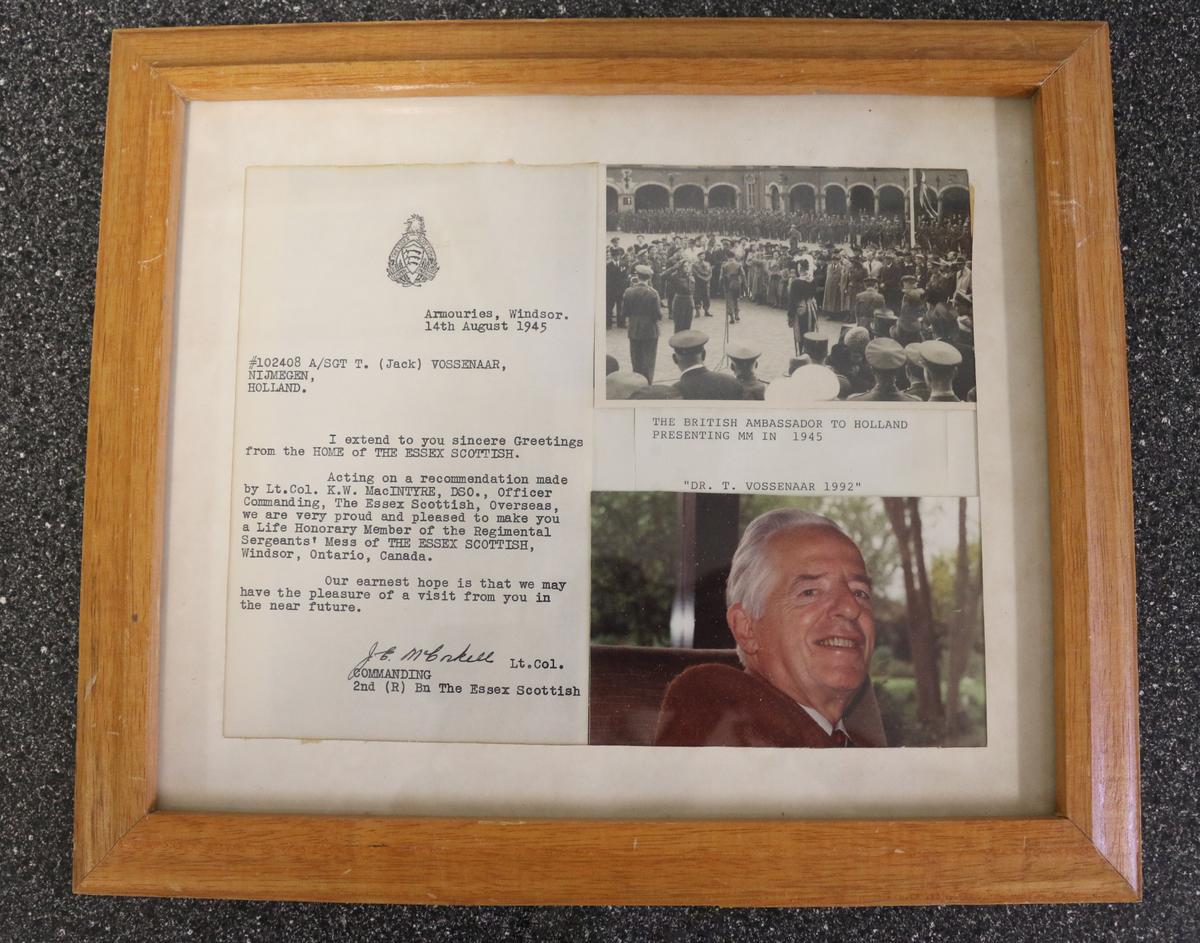 Armouries, Windsor.
14th August 1945
#102408 A/SGT T. (Jack) VOSSENAAR,
NIJMEGEN,
HOLLAND.
I extend to you sincere Greetings
from the HOME of THE ESSEX SCOTTISH.
Acting on a recommendation made
by Lt.Col. K.W. MacINTYRE, DSO., Officer
Commanding, The Essex Scottish, Overseas,
we are very proud and pleased to make you
a Life Honorary Member of the Regimental
Sergeants' Mess of THE ESSEX SCOTTISH,
Windsor, Ontario, Canada.
Our earnest hope is that we may
have the pleasure of a visit from you in
the near future.
J.E. McCorkell Lt.Col.
COMMANDING
2nd (R) Bn The Essex Scottish
THE BRITISH AMBASSADOR TO HOLLAND
PRESENTING MM IN 1945
"DR. T. VOSSENAAR 1992"